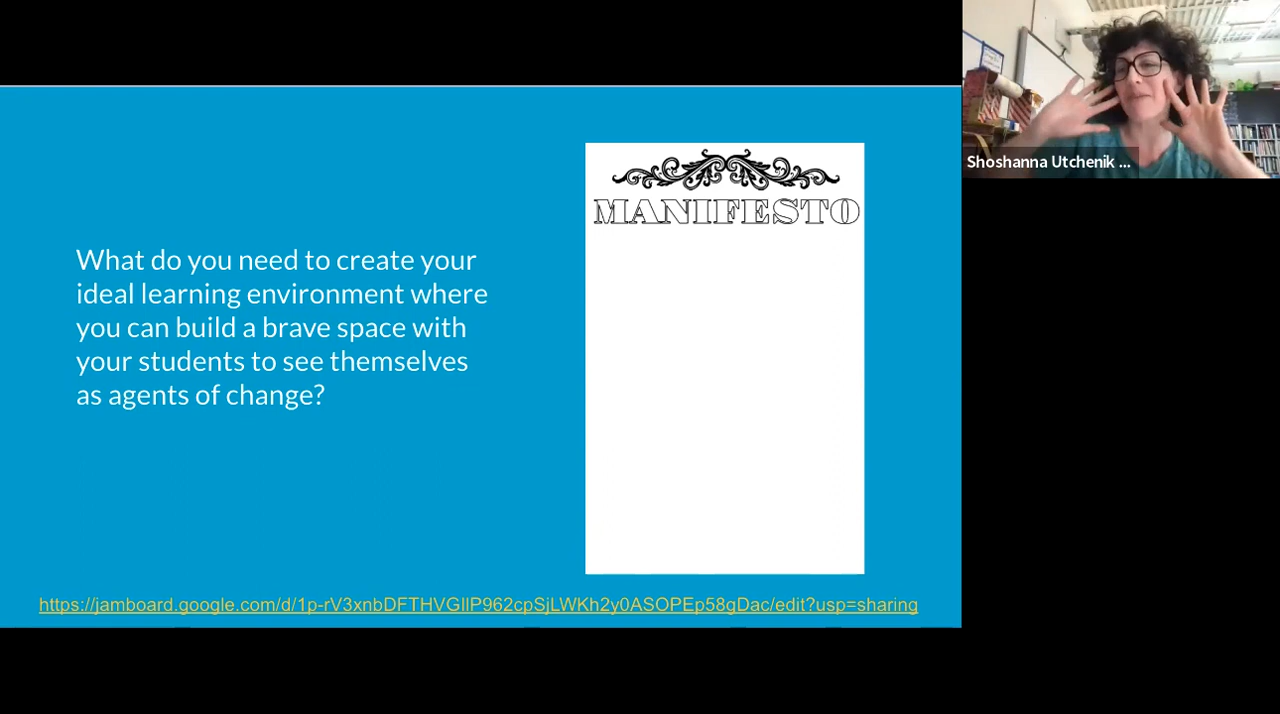 MANIFESTO
What do you need to create your
ideal learning environment where
you can build a brave space with
your students to see themselves
as agents of change?
https://jamboard.google.com/d/1p-rV3xnbDFTHVGIlP962cpSjLWKh2y0ASOPEp58gDac/edit?usp=sharing
Shoshanna Utchenik ...